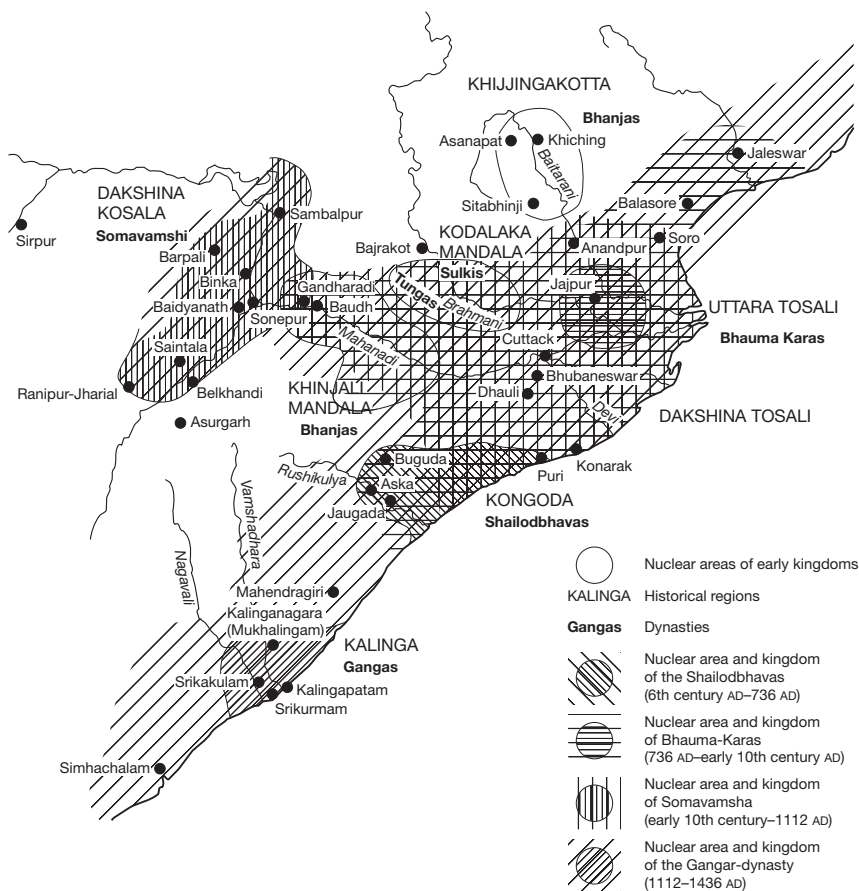 KHIJJINGAKOTTA
Bhanjas
Asanapat
Khiching
Baitarani
Jaleswar
DAKSHINA
KOSALA
Somavamshi
Sirpur
Sambalpur
Sitabhinji
Balasore
KODALAKA
MANDALA
Sulkis
Bajrakot
Anandpur
Soro
Barpali
Binka
Gandharadi
Tungas
Brahmani
Jajpur
Baidyanath
Sonepur
Baudh
Mahanadi
UTTARA TOSALI
Bhauma Karas
Cuttack
Saintala
Ranipur-Jharial
Belkhandi
KHINJALI
MANDALA
Bhanjas
Bhubaneswar
Dhauli
Devi
DAKSHINA TOSALI
Asurgarh
Rushikulya
Buguda
Aska
Jaugada
Puri
Konarak
KONGODA
Shailodbhavas
Vamshadhara
Nagavali
Mahendragiri
Kalinganagara
(Mukhalingam)
KALINGA
Gangas
Srikakulam
Kalingapatam
Srikurmam
Simhachalam
Nuclear areas of early kingdoms
KALINGA Historical regions
Gangas Dynasties
Nuclear area and kingdom
of the Shailodbhavas
(6th century AD–736 AD)
Nuclear area and kingdom
of Bhauma-Karas
(736 AD–early 10th century AD)
Nuclear area and kingdom
of Somavamsha
(early 10th century–1112 AD)
Nuclear area and kingdom
of the Gangar-dynasty
(1112–1436 AD)